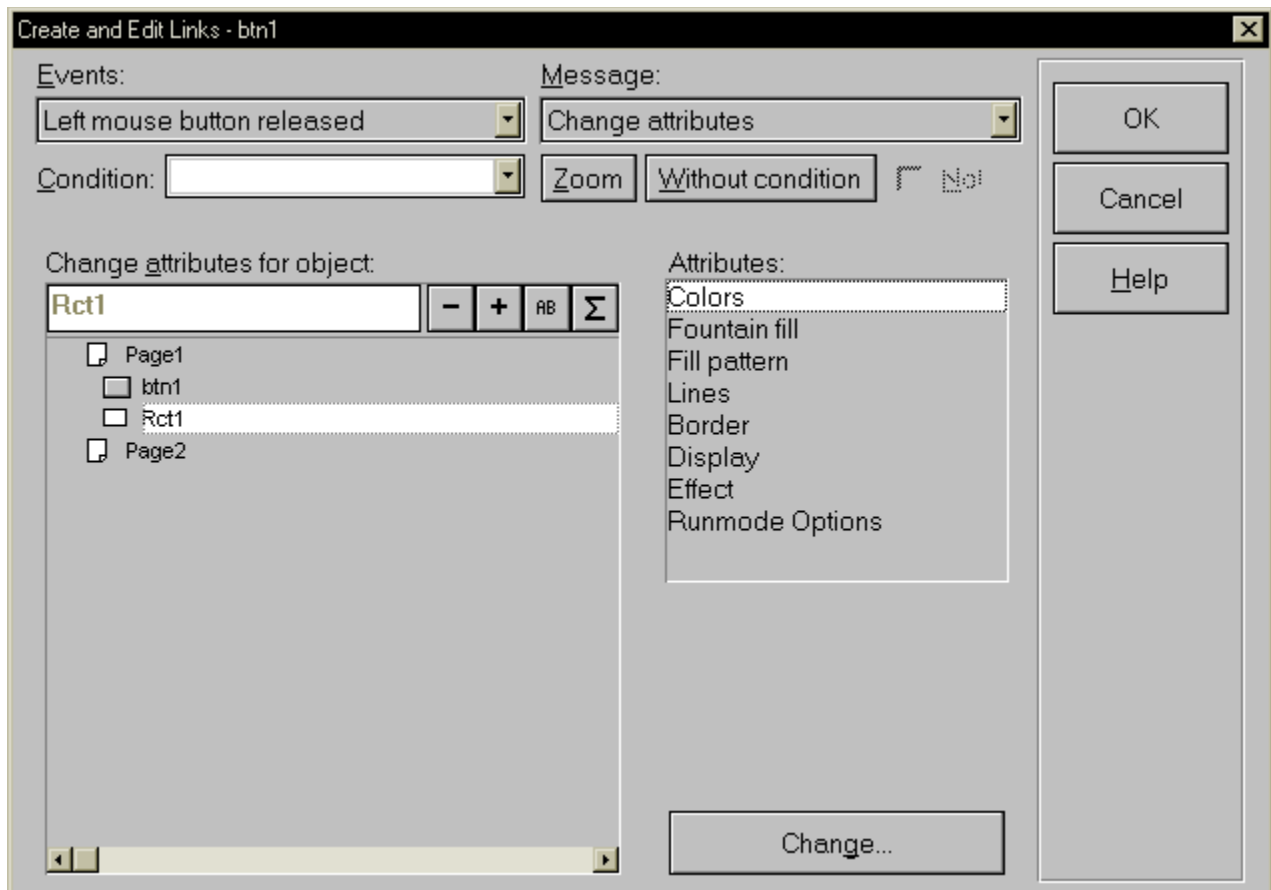 Create and Edit Links - btn1
Events:
Message:
Left mouse button released
Change attributes
Condition:
Zoom
Without condition
Not
OK
Cancel
Help
Change attributes for object:
Rct1
− + AB Σ
Page1
btn1
Rct1
Page2
Attributes:
Colors
Fountain fill
Fill pattern
Lines
Border
Display
Effect
Runmode Options
Change...